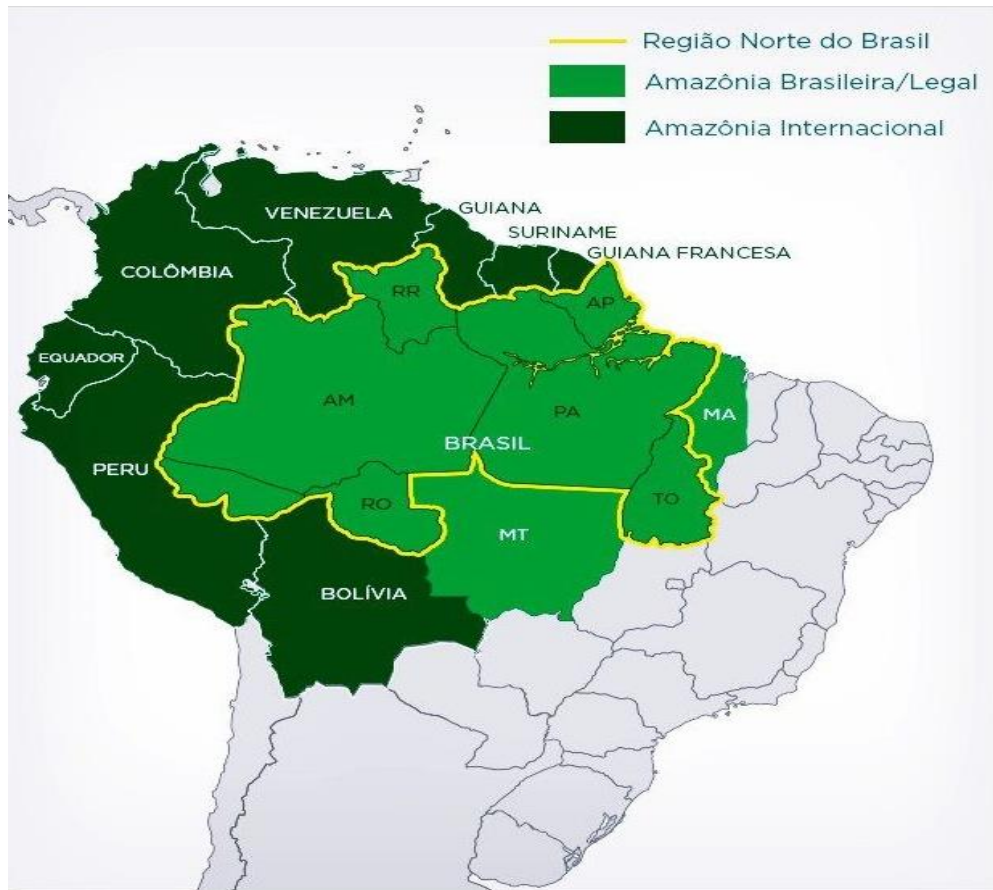 Região Norte do Brasil
Amazônia Brasileira/Legal
Amazônia Internacional
VENEZUELA
GUIANA
SURINAME
GUIANA FRANCESA
COLÔMBIA
RR
AP
EQUADOR
AM
PA
MA
BRASIL
PERU
RO
TO
MT
BOLÍVIA